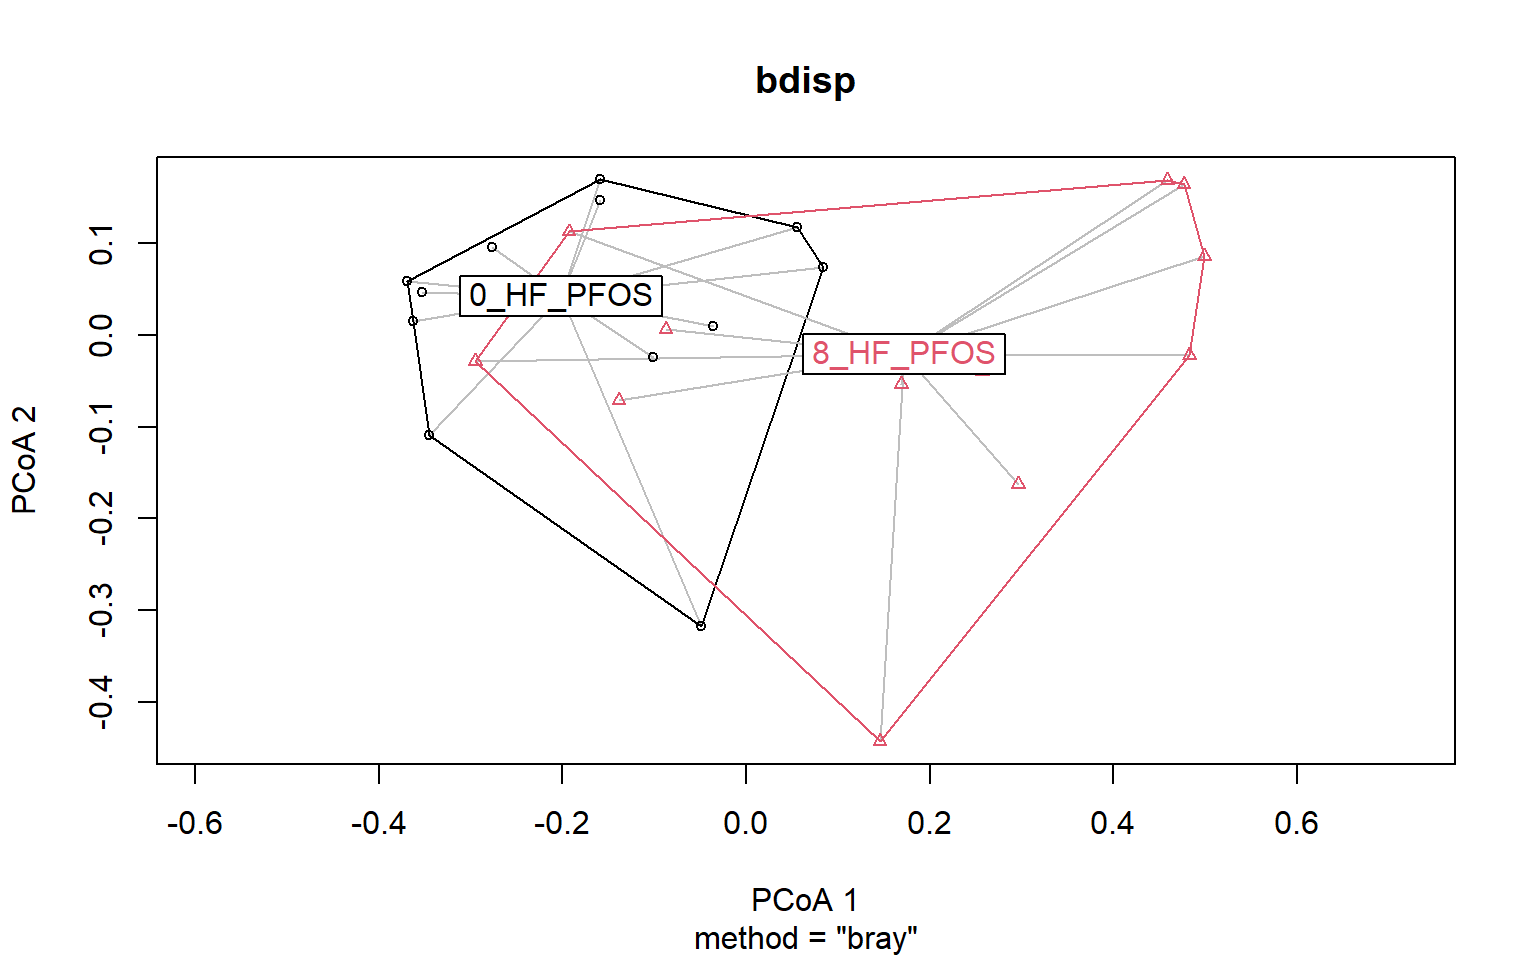 bdisp
0.1
0.0
-0.1
-0.2
-0.3
-0.4
PCoA 2
0_HF_PFOS
8_HF_PFOS
-0.6 -0.4 -0.2 0.0 0.2 0.4 0.6
PCoA 1
method = "bray"